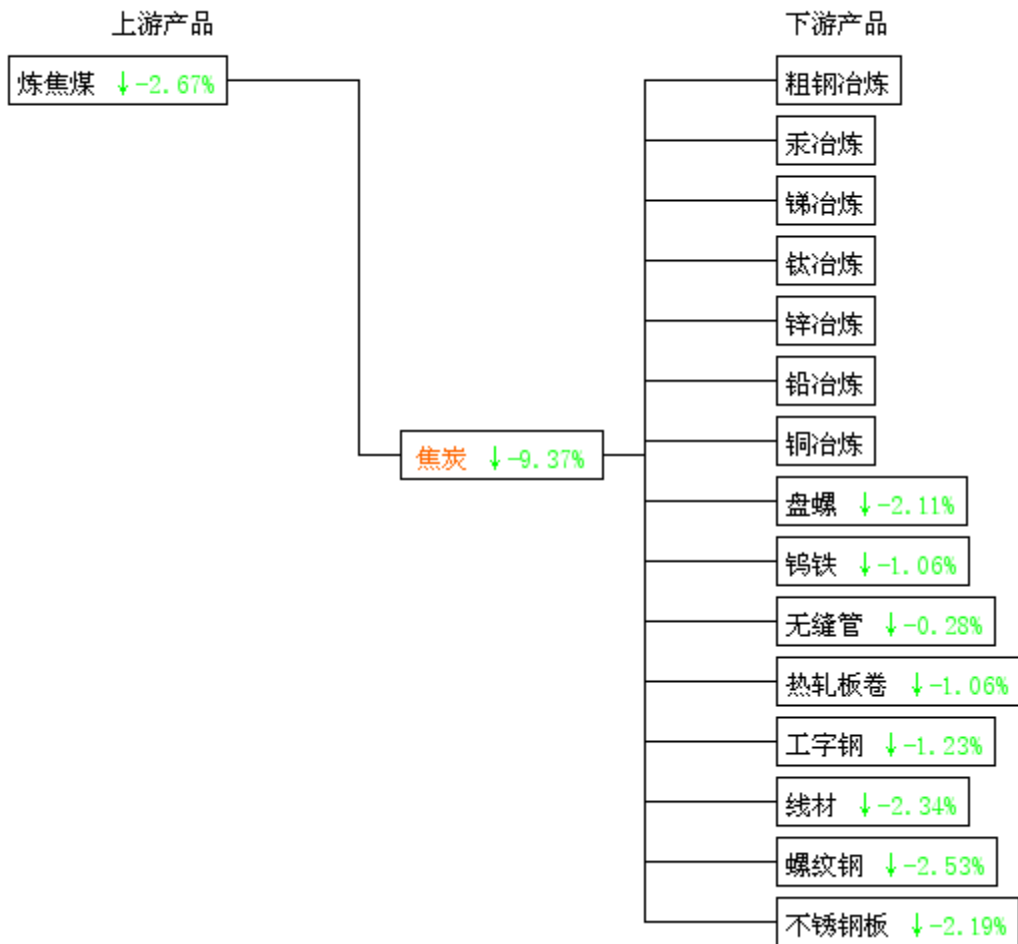 上游产品
下游产品
炼焦煤 ↓-2.67%
焦炭 ↓-9.37%
粗钢冶炼
汞冶炼
锑冶炼
钛冶炼
锌冶炼
铅冶炼
铜冶炼
盘螺 ↓-2.11%
钨铁 ↓-1.06%
无缝管 ↓-0.28%
热轧板卷 ↓-1.06%
工字钢 ↓-1.23%
线材 ↓-2.34%
螺纹钢 ↓-2.53%
不锈钢板 ↓-2.19%